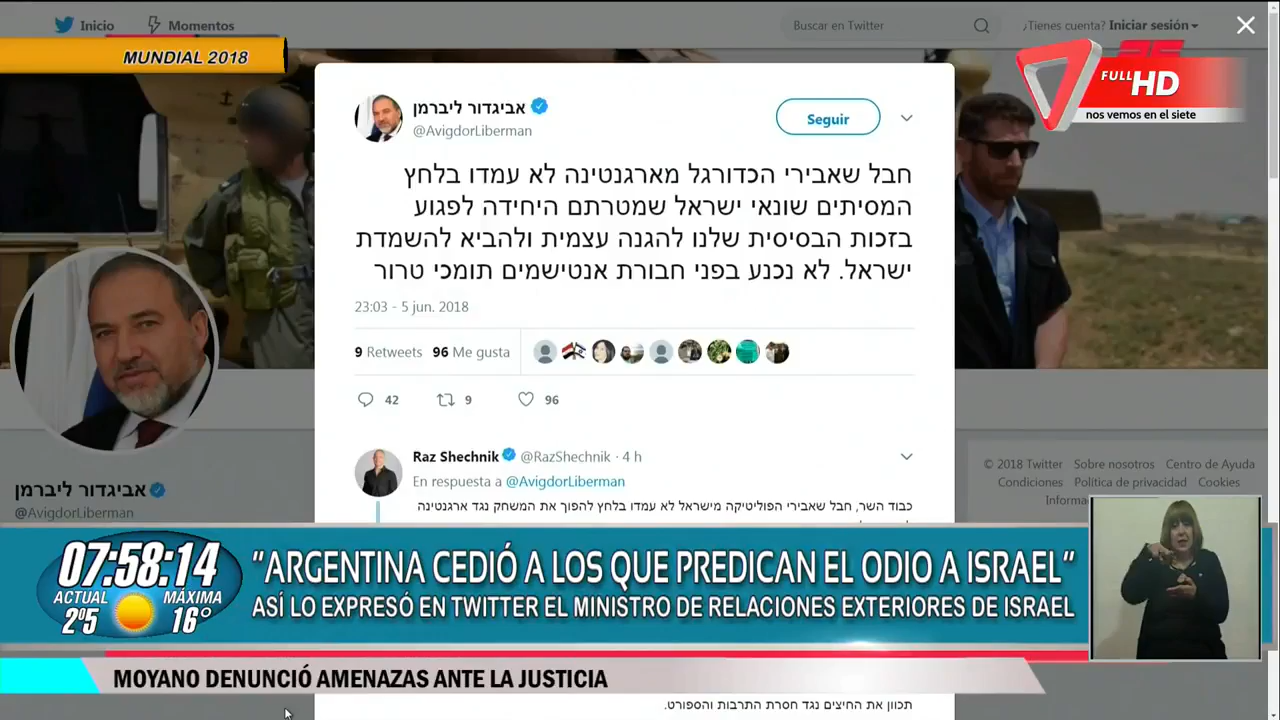 Inicio
Momentos
Buscar en Twitter
¿Tienes cuenta? Iniciar sesión
MUNDIAL 2018
FULL HD
nos vemos en el siete
אביגדור ליברמן
@AvigdorLiberman
Seguir
חבל שאבירי הכדורגל מארגנטינה לא עמדו בלחץ
המסיתים שונאי ישראל שמטרתם היחידה לפגוע
בזכות הבסיסית שלנו להגנה עצמית ולהביא להשמדת
ישראל. לא נכנע בפני חבורת אנטישמים תומכי טרור
23:03 - 5 jun. 2018
9 Retweets 96 Me gusta
42 9 96
Raz Shechnik @RazShechnik · 4 h
En respuesta a @AvigdorLiberman
כבוד השר, חבל שאבירי הפוליטיקה מישראל לא עמדו בלחץ להפוך את המשחק נגד ארגנטינה
אביגדור ליברמן
@AvigdorLiberman
© 2018 Twitter Sobre nosotros Centro de Ayuda
Condiciones Política de privacidad Cookies
07:58:14
ACTUAL 2°5
MÁXIMA 16°
"ARGENTINA CEDIÓ A LOS QUE PREDICAN EL ODIO A ISRAEL"
ASÍ LO EXPRESÓ EN TWITTER EL MINISTRO DE RELACIONES EXTERIORES DE ISRAEL
MOYANO DENUNCIÓ AMENAZAS ANTE LA JUSTICIA
תכוון את החיצים נגד חסרת התרבות והספורט.